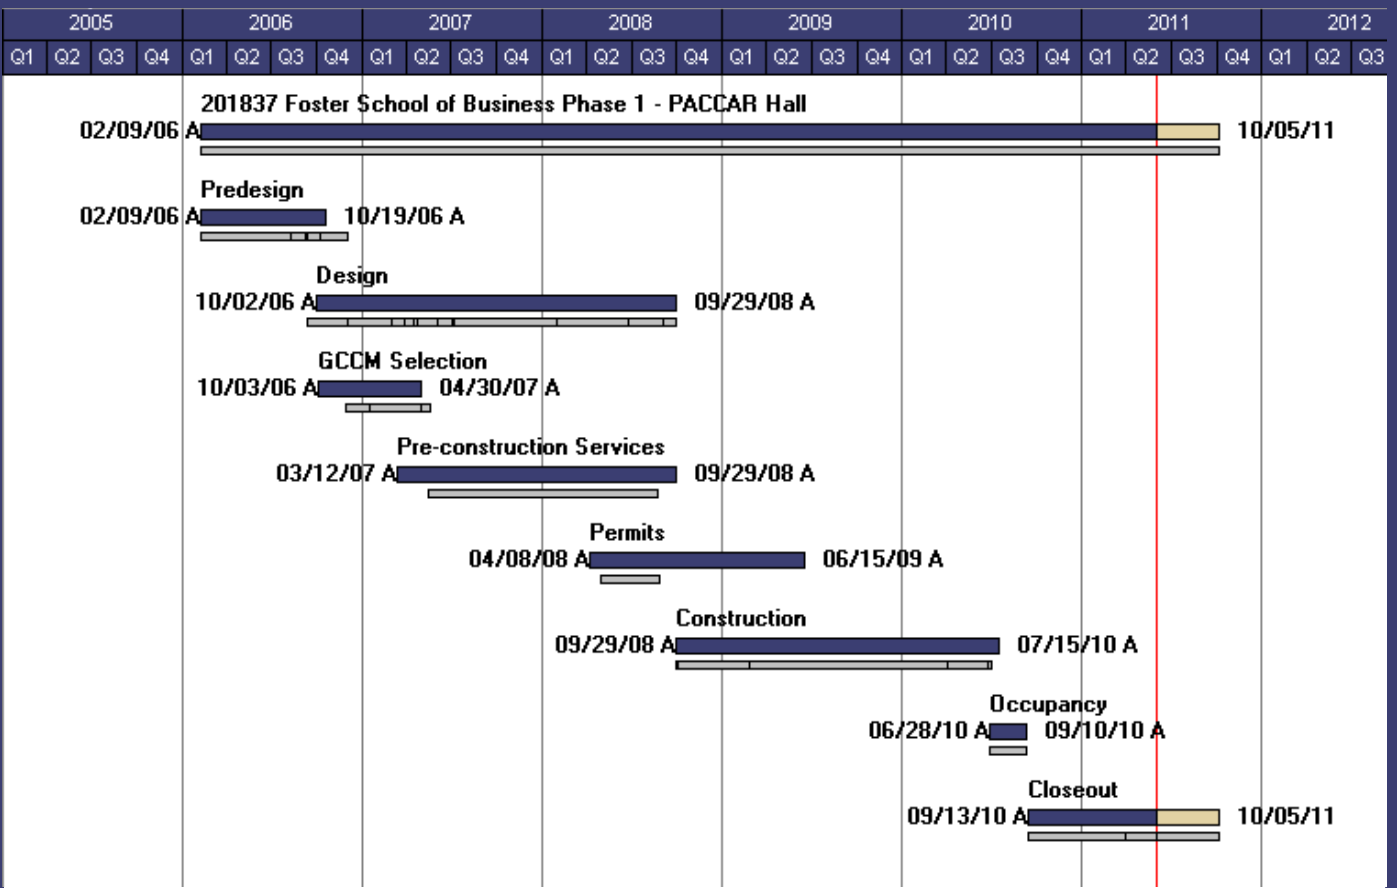 2005 2006 2007 2008 2009 2010 2011 2012
Q1 Q2 Q3 Q4 Q1 Q2 Q3 Q4 Q1 Q2 Q3 Q4 Q1 Q2 Q3 Q4 Q1 Q2 Q3 Q4 Q1 Q2 Q3 Q4 Q1 Q2 Q3 Q4 Q1 Q2 Q3
201837 Foster School of Business Phase 1 - PACCAR Hall
02/09/06 A 10/05/11
Predesign
02/09/06 A 10/19/06 A
Design
10/02/06 A 09/29/08 A
GCCM Selection
10/03/06 A 04/30/07 A
Pre-construction Services
03/12/07 A 09/29/08 A
Permits
04/08/08 A 06/15/09 A
Construction
09/29/08 A 07/15/10 A
Occupancy
06/28/10 A 09/10/10 A
Closeout
09/13/10 A 10/05/11